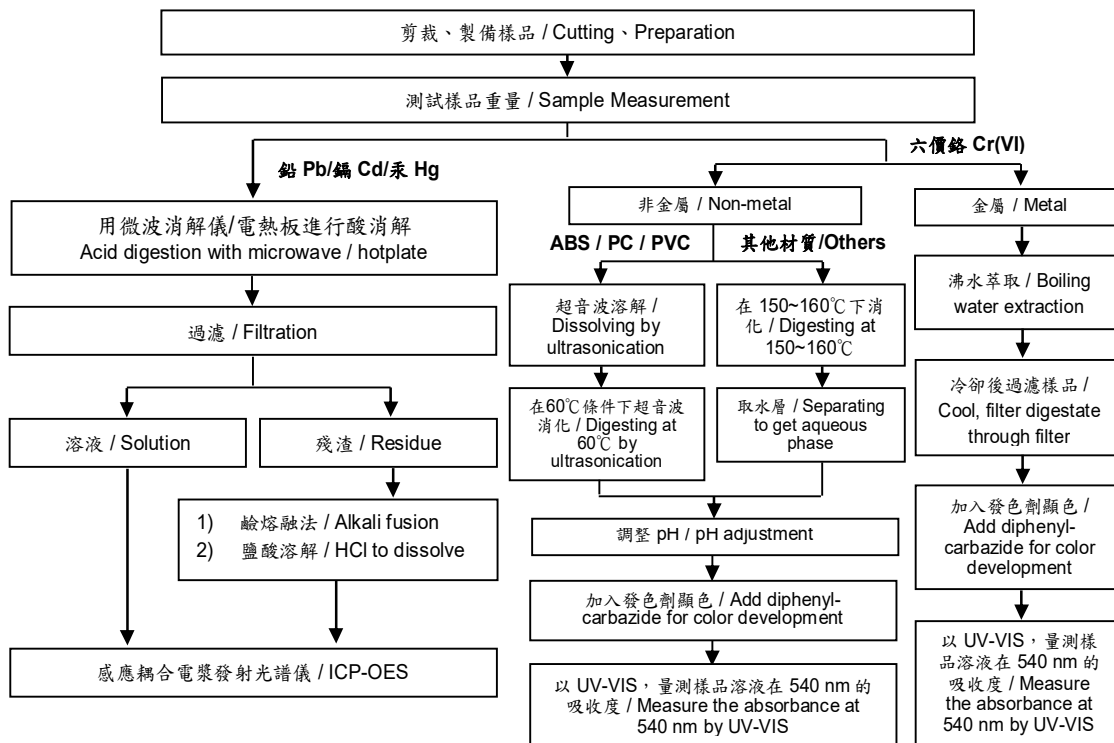 剪裁、製備樣品 / Cutting、Preparation
測試樣品重量 / Sample Measurement
鉛 Pb/鎘 Cd/汞 Hg
六價鉻 Cr(VI)
用微波消解儀/電熱板進行酸消解
Acid digestion with microwave / hotplate
過濾 / Filtration
溶液 / Solution
殘渣 / Residue
1) 鹼熔融法 / Alkali fusion
2) 鹽酸溶解 / HCl to dissolve
感應耦合電漿發射光譜儀 / ICP-OES
非金屬 / Non-metal
ABS / PC / PVC
其他材質/Others
超音波溶解 /
Dissolving by
ultrasonication
在60℃條件下超音波
消化 / Digesting at
60℃ by
ultrasonication
在 150~160℃下消
化 / Digesting at
150~160℃
取水層 / Separating
to get aqueous
phase
調整 pH / pH adjustment
加入發色劑顯色 / Add diphenyl-
carbazide for color development
以 UV-VIS，量測樣品溶液在 540 nm 的
吸收度 / Measure the absorbance at
540 nm by UV-VIS
金屬 / Metal
沸水萃取 / Boiling
water extraction
冷卻後過濾樣品 /
Cool, filter digestate
through filter
加入發色劑顯色 /
Add diphenyl-
carbazide for color
development
以 UV-VIS，量測樣
品溶液在 540 nm 的
吸收度 / Measure
the absorbance at
540 nm by UV-VIS